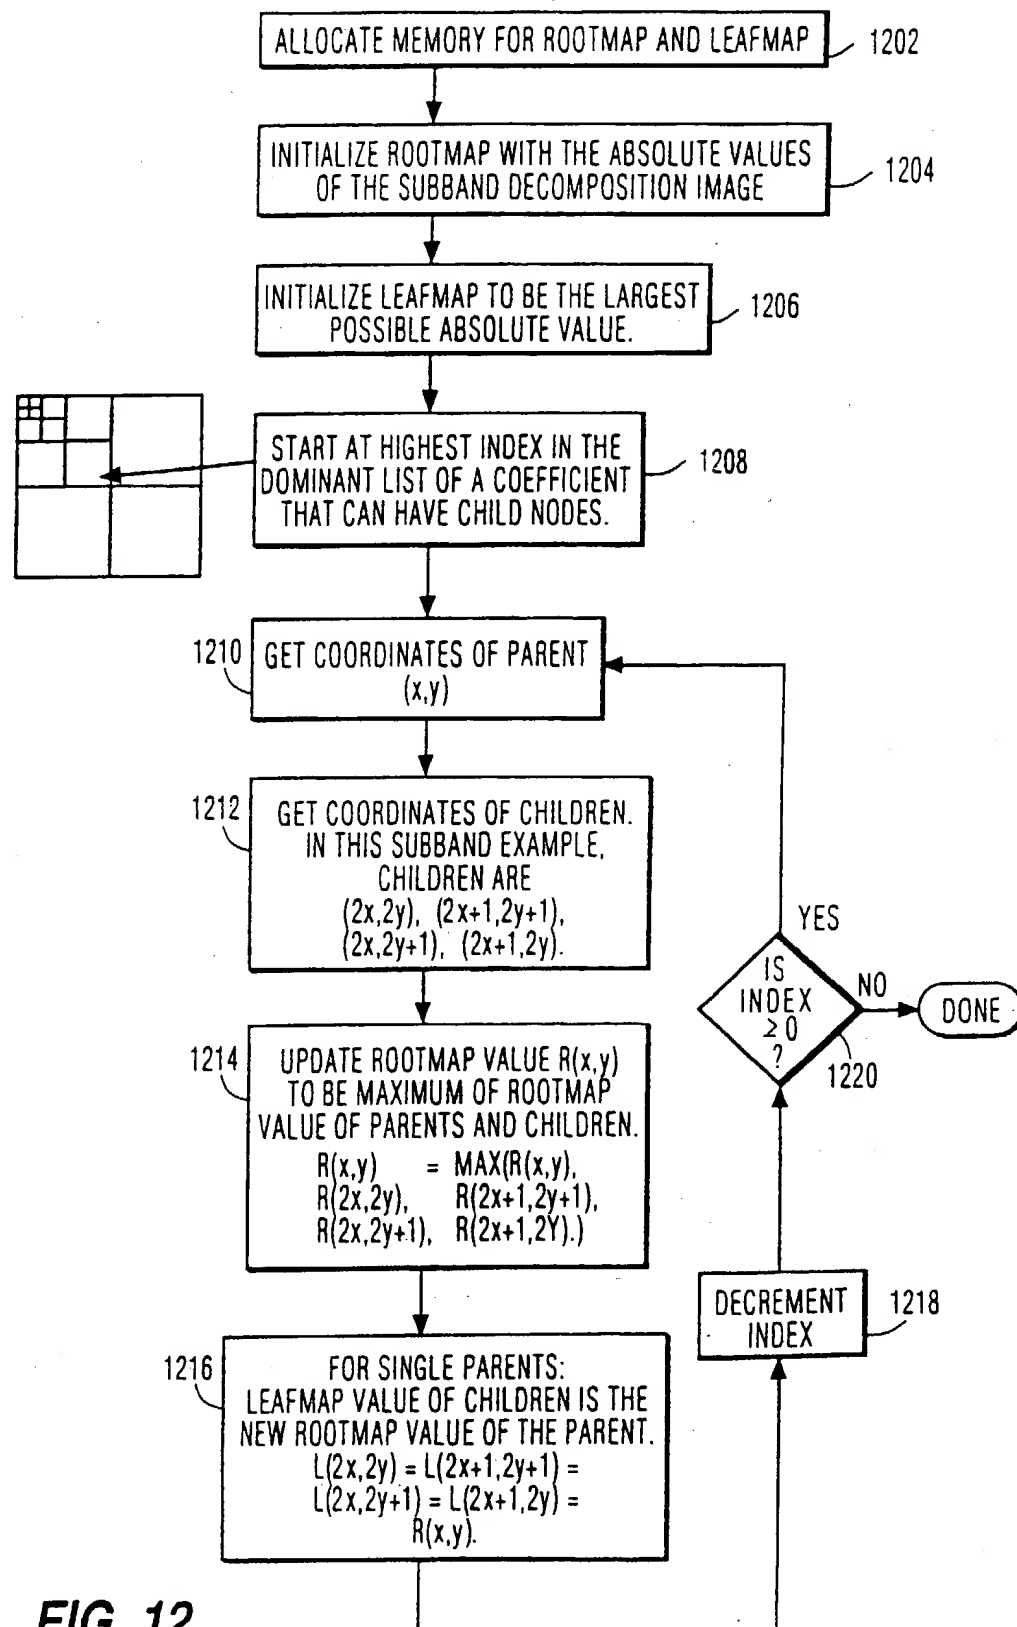 ALLOCATE MEMORY FOR ROOTMAP AND LEAFMAP
1202
INITIALIZE ROOTMAP WITH THE ABSOLUTE VALUES
OF THE SUBBAND DECOMPOSITION IMAGE
1204
INITIALIZE LEAFMAP TO BE THE LARGEST
POSSIBLE ABSOLUTE VALUE.
1206
START AT HIGHEST INDEX IN THE
DOMINANT LIST OF A COEFFICIENT
THAT CAN HAVE CHILD NODES.
1208
1210
GET COORDINATES OF PARENT
(x,y)
1212
GET COORDINATES OF CHILDREN.
IN THIS SUBBAND EXAMPLE,
CHILDREN ARE
(2x,2y), (2x+1,2y+1),
(2x,2y+1), (2x+1,2y).
YES
IS
INDEX
≥0
?
NO
DONE
1220
1214
UPDATE ROOTMAP VALUE R(x,y)
TO BE MAXIMUM OF ROOTMAP
VALUE OF PARENTS AND CHILDREN.
R(x,y) = MAX(R(x,y),
R(2x,2y), R(2x+1,2y+1),
R(2x,2y+1), R(2x+1,2Y).)
DECREMENT
INDEX
1218
1216
FOR SINGLE PARENTS:
LEAFMAP VALUE OF CHILDREN IS THE
NEW ROOTMAP VALUE OF THE PARENT.
L(2x,2y) = L(2x+1,2y+1) =
L(2x,2y+1) = L(2x+1,2y) =
R(x,y).
FIG. 12